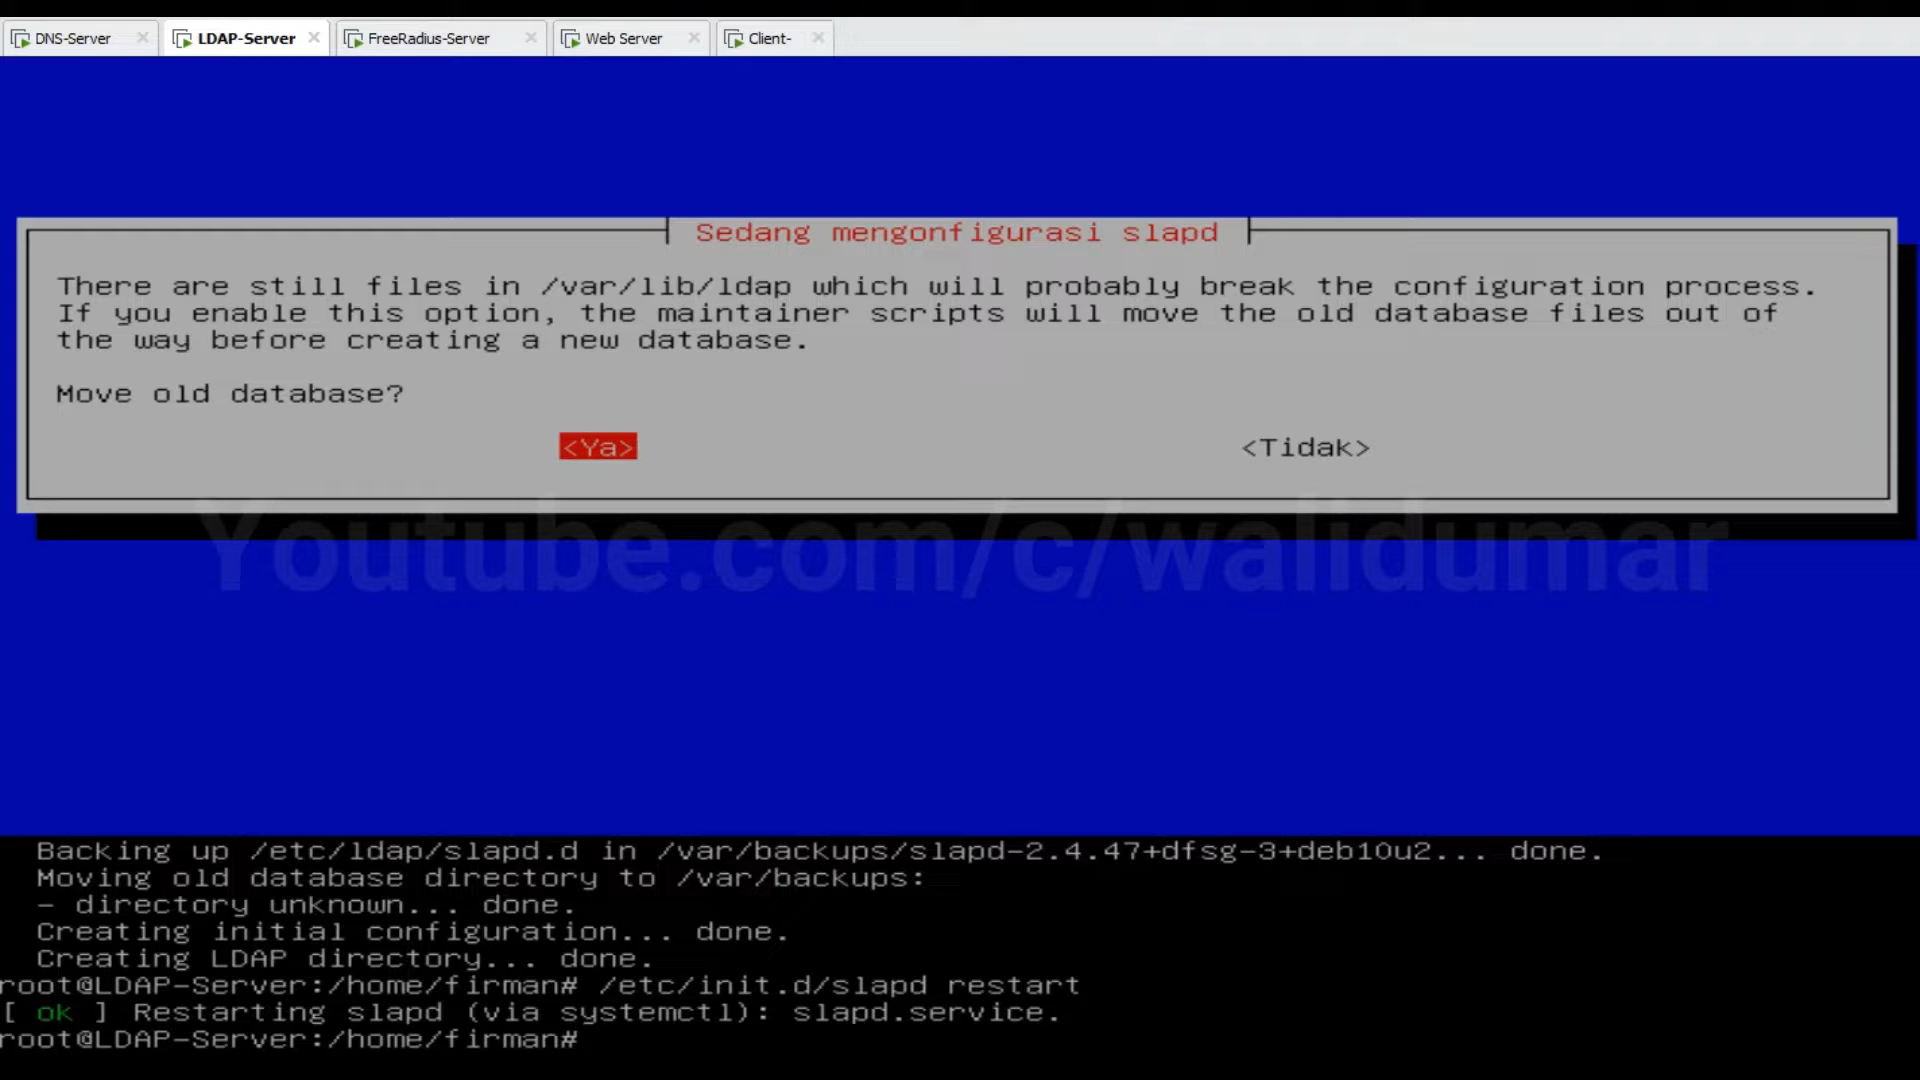 DNS-Server
LDAP-Server
FreeRadius-Server
Web Server
Client-
Sedang mengonfigurasi slapd
There are still files in /var/lib/ldap which will probably break the configuration process.
If you enable this option, the maintainer scripts will move the old database files out of
the way before creating a new database.
Move old database?
<Ya>
<Tidak>
Youtube.com/c/walidumar
Backing up /etc/ldap/slapd.d in /var/backups/slapd-2.4.47+dfsg-3+deb10u2... done.
Moving old database directory to /var/backups:
- directory unknown... done.
Creating initial configuration... done.
Creating LDAP directory... done.
root@LDAP-Server:/home/firman# /etc/init.d/slapd restart
[ ok ] Restarting slapd (via systemctl): slapd.service.
root@LDAP-Server:/home/firman#